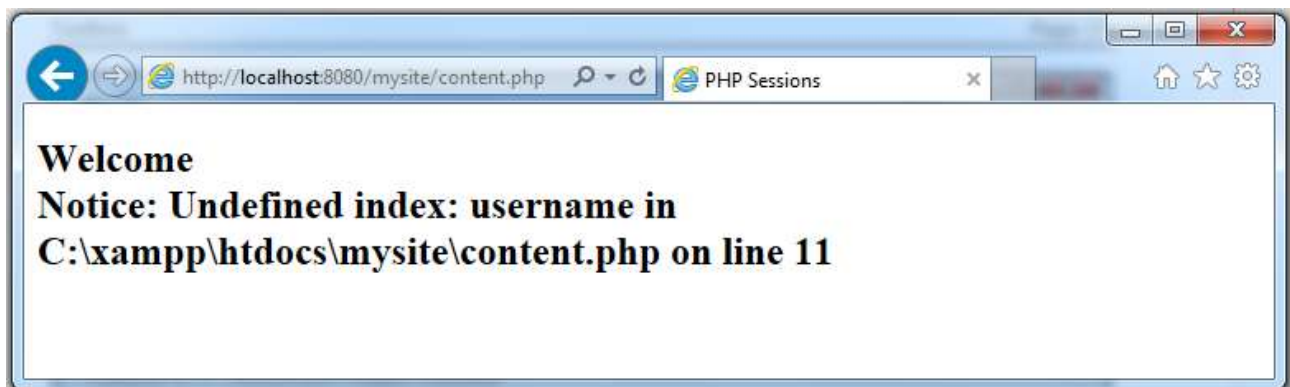 http://localhost:8080/mysite/content.php
PHP Sessions
Welcome
Notice: Undefined index: username in
C:\xampp\htdocs\mysite\content.php on line 11